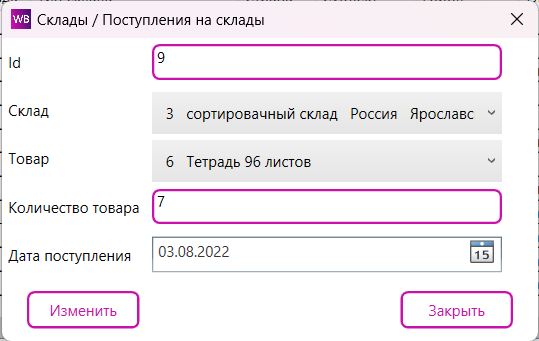 WB Склады / Поступления на склады
Id 9
Склад 3 сортировачный склад Россия Ярославс
Товар 6 Тетрадь 96 листов
Количество товара 7
Дата поступления 03.08.2022 15
Изменить Закрыть